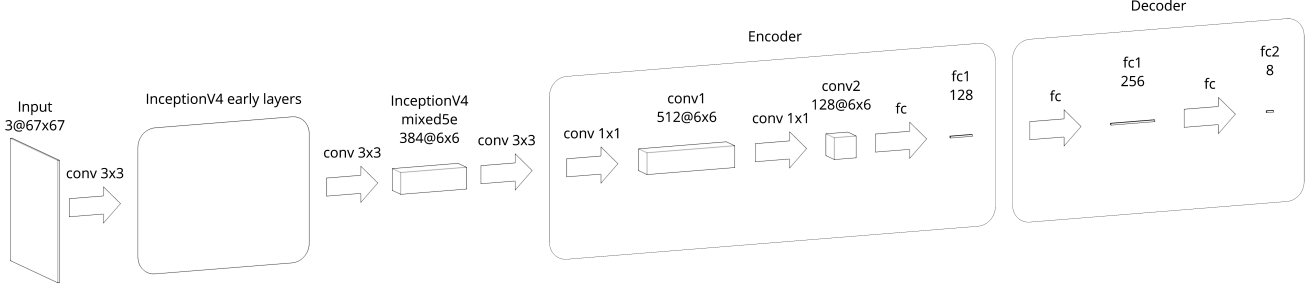 Input
3@67x67
conv 3x3
InceptionV4 early layers
conv 3x3
InceptionV4
mixed5e
384@6x6
conv 3x3
Encoder
conv 1x1
conv1
512@6x6
conv 1x1
conv2
128@6x6
fc
fc1
128
Decoder
fc
fc1
256
fc
fc2
8